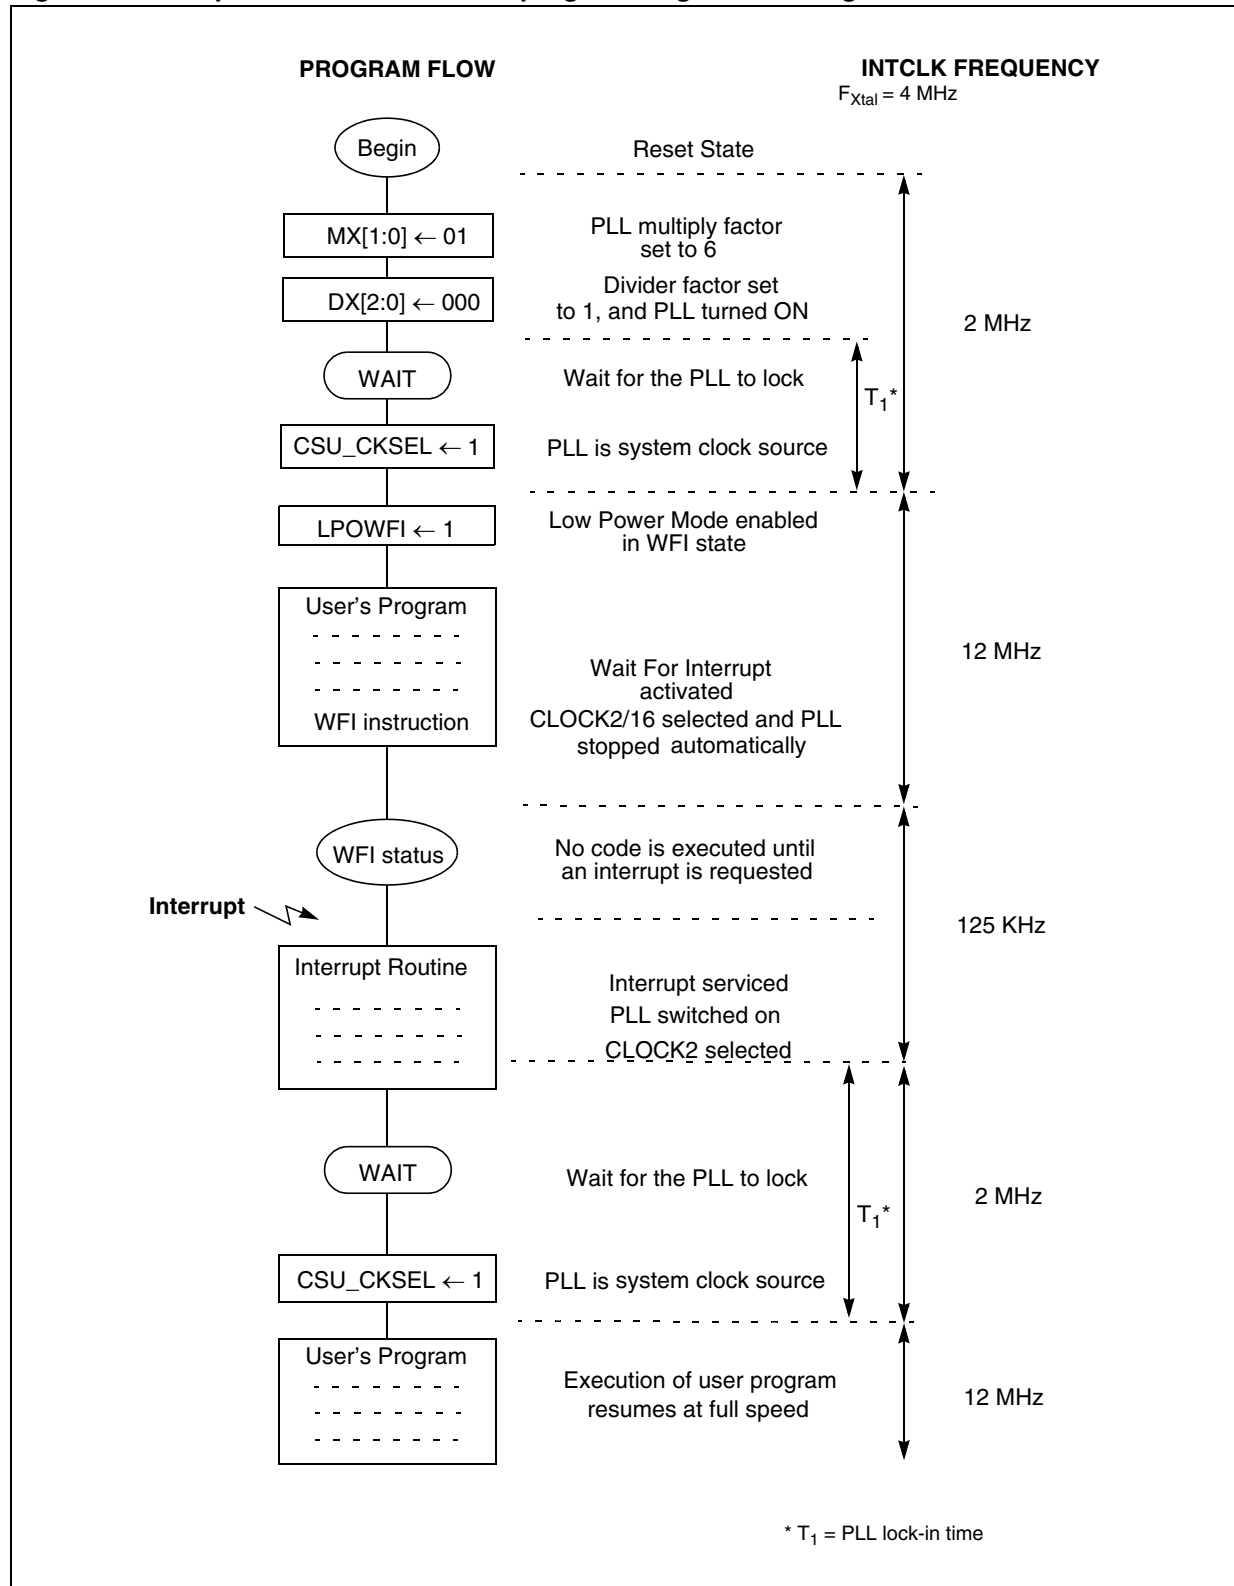 PROGRAM FLOW
INTCLK FREQUENCY
FXtal = 4 MHz
Begin
Reset State
MX[1:0] ← 01
PLL multiply factor
set to 6
DX[2:0] ← 000
Divider factor set
to 1, and PLL turned ON
2 MHz
WAIT
Wait for the PLL to lock
T1*
CSU_CKSEL ← 1
PLL is system clock source
LPOWFI ← 1
Low Power Mode enabled
in WFI state
User's Program
12 MHz
Wait For Interrupt
activated
WFI instruction
CLOCK2/16 selected and PLL
stopped automatically
WFI status
No code is executed until
an interrupt is requested
Interrupt
125 KHz
Interrupt Routine
Interrupt serviced
PLL switched on
CLOCK2 selected
WAIT
Wait for the PLL to lock
2 MHz
T1*
CSU_CKSEL ← 1
PLL is system clock source
User's Program
Execution of user program
resumes at full speed
12 MHz
* T1 = PLL lock-in time